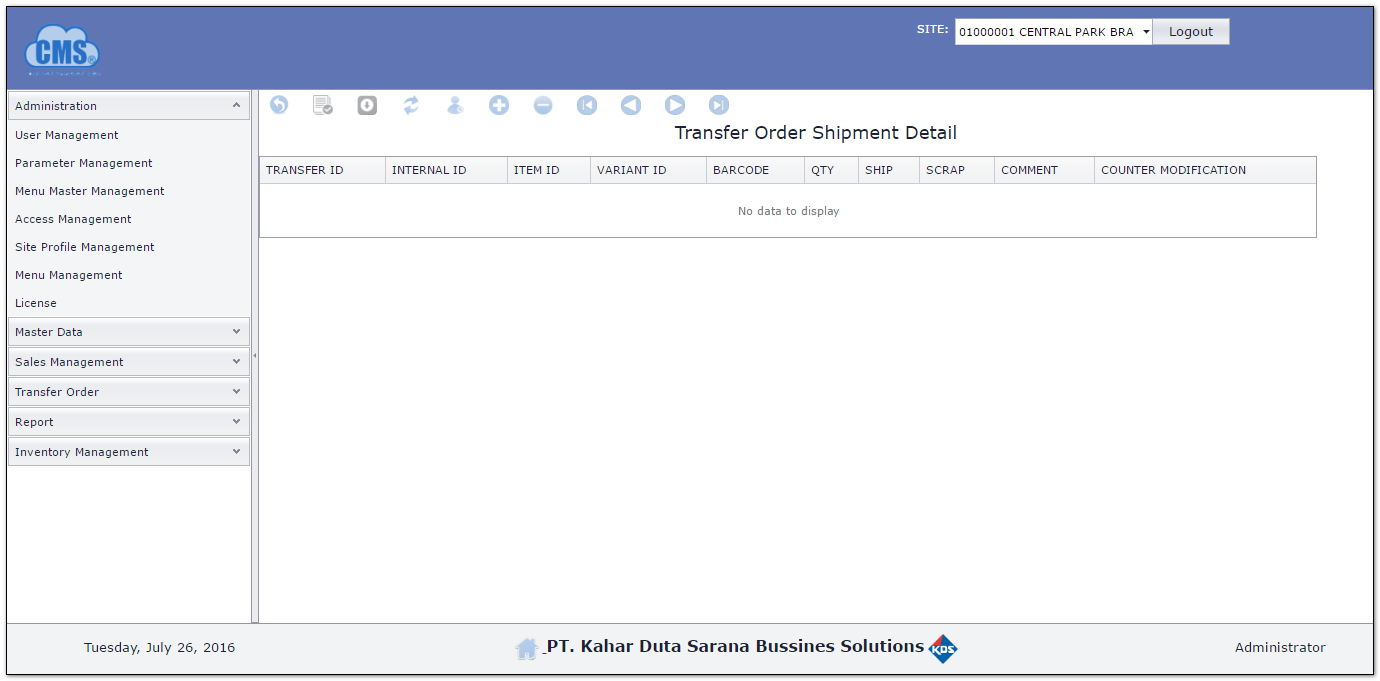 CMS®
SITE: 01000001 CENTRAL PARK BRA Logout
Administration
User Management
Parameter Management
Menu Master Management
Access Management
Site Profile Management
Menu Management
License
Master Data
Sales Management
Transfer Order
Report
Inventory Management
Transfer Order Shipment Detail
TRANSFER ID INTERNAL ID ITEM ID VARIANT ID BARCODE QTY SHIP SCRAP COMMENT COUNTER MODIFICATION
No data to display
Tuesday, July 26, 2016
PT. Kahar Duta Sarana Bussines Solutions KDS
Administrator